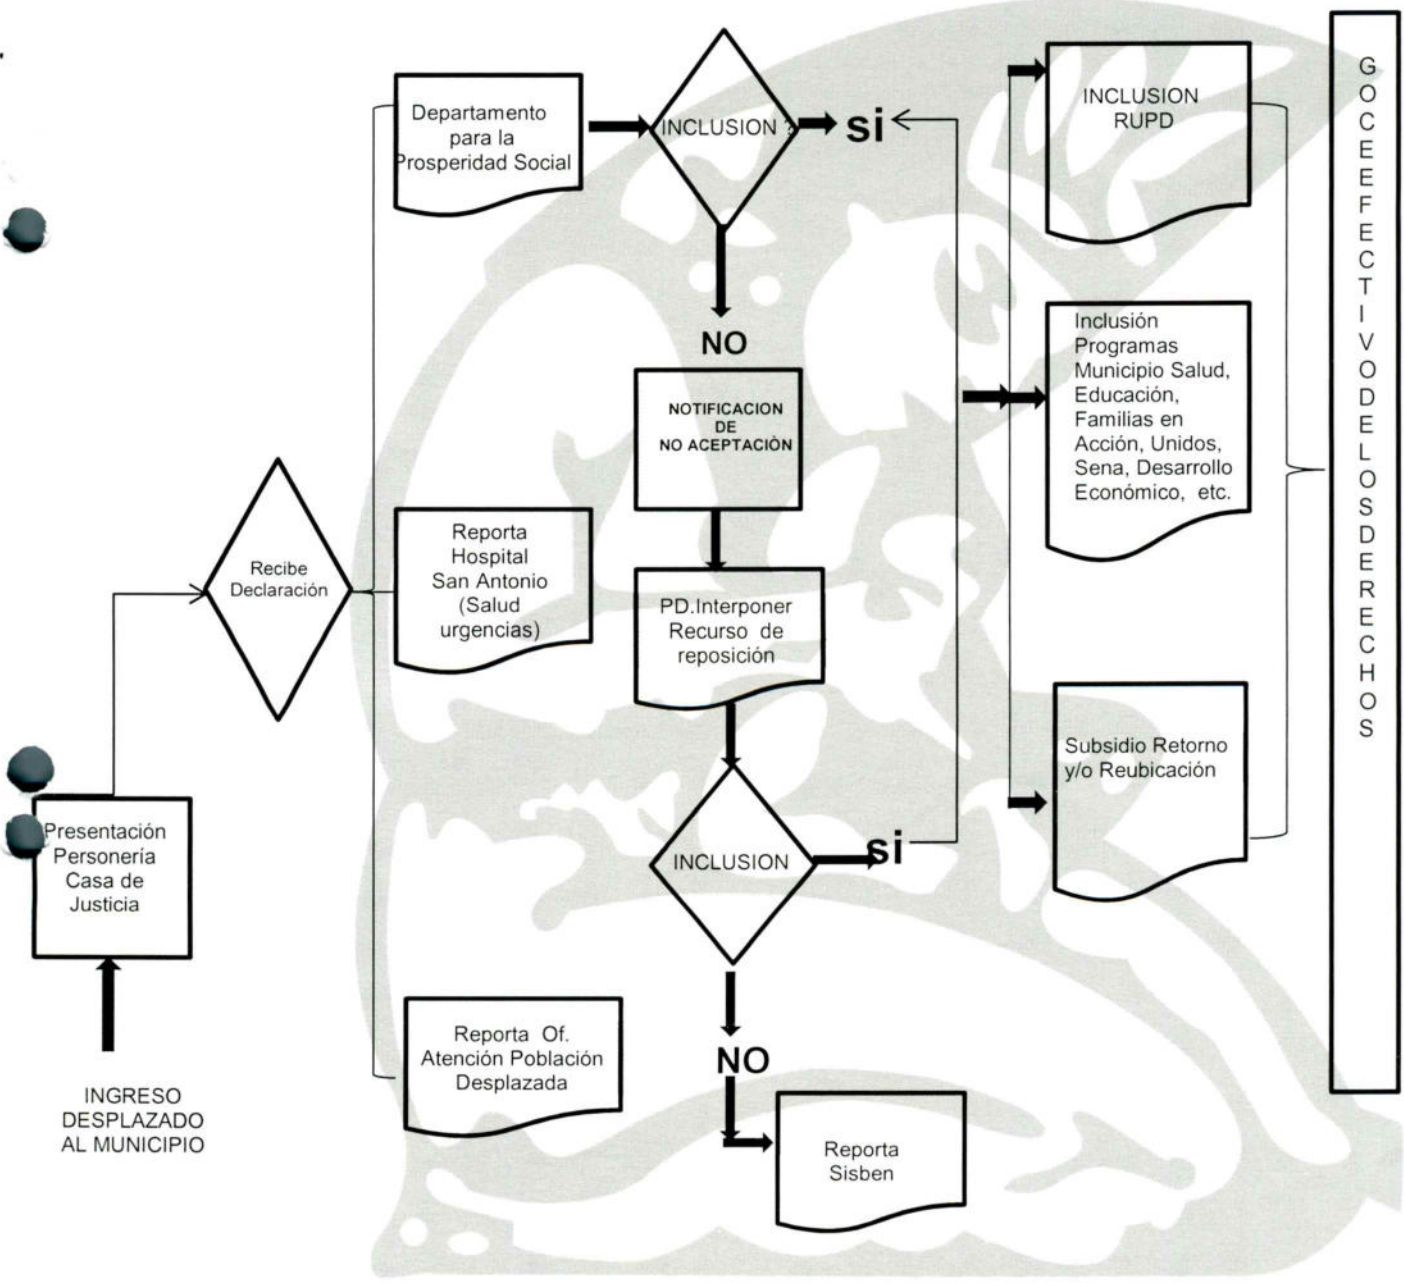 Departamento
para la
Prosperidad Social
INCLUSION ?
si
INCLUSION
RUPD
NO
NOTIFICACION
DE
NO ACEPTACIÒN
Inclusión
Programas
Municipio Salud,
Educación,
Familias en
Acción, Unidos,
Sena, Desarrollo
Económico, etc.
Recibe
Declaración
Reporta
Hospital
San Antonio
(Salud
urgencias)
PD.Interponer
Recurso de
reposición
Subsidio Retorno
y/o Reubicación
Presentación
Personería
Casa de
Justicia
INCLUSION
si
Reporta Of.
Atención Población
Desplazada
NO
INGRESO
DESPLAZADO
AL MUNICIPIO
Reporta
Sisben
GOCEEFECTIVODELOSDERECHOS